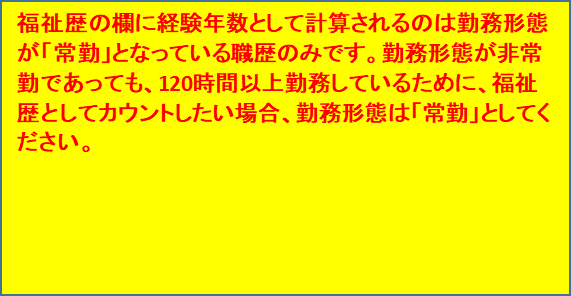 福祉歴の欄に経験年数として計算されるのは勤務形態
が「常勤」となっている職歴のみです。勤務形態が非常
勤であっても、120時間以上勤務しているために、福祉
歴としてカウントしたい場合、勤務形態は「常勤」としてく
ださい。